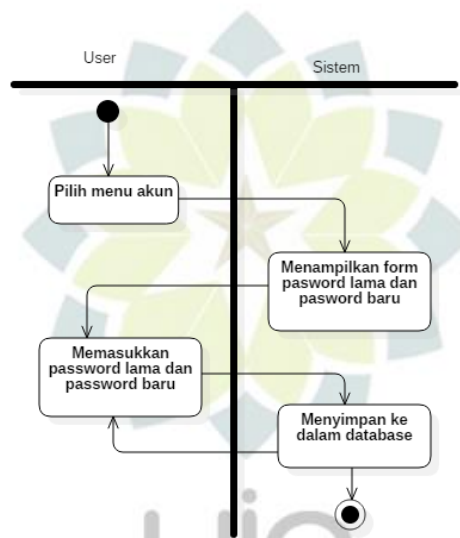 User
Sistem
Pilih menu akun
Menampilkan form
pasword lama dan
pasword baru
Memasukkan
password lama dan
password baru
Menyimpan ke
dalam database